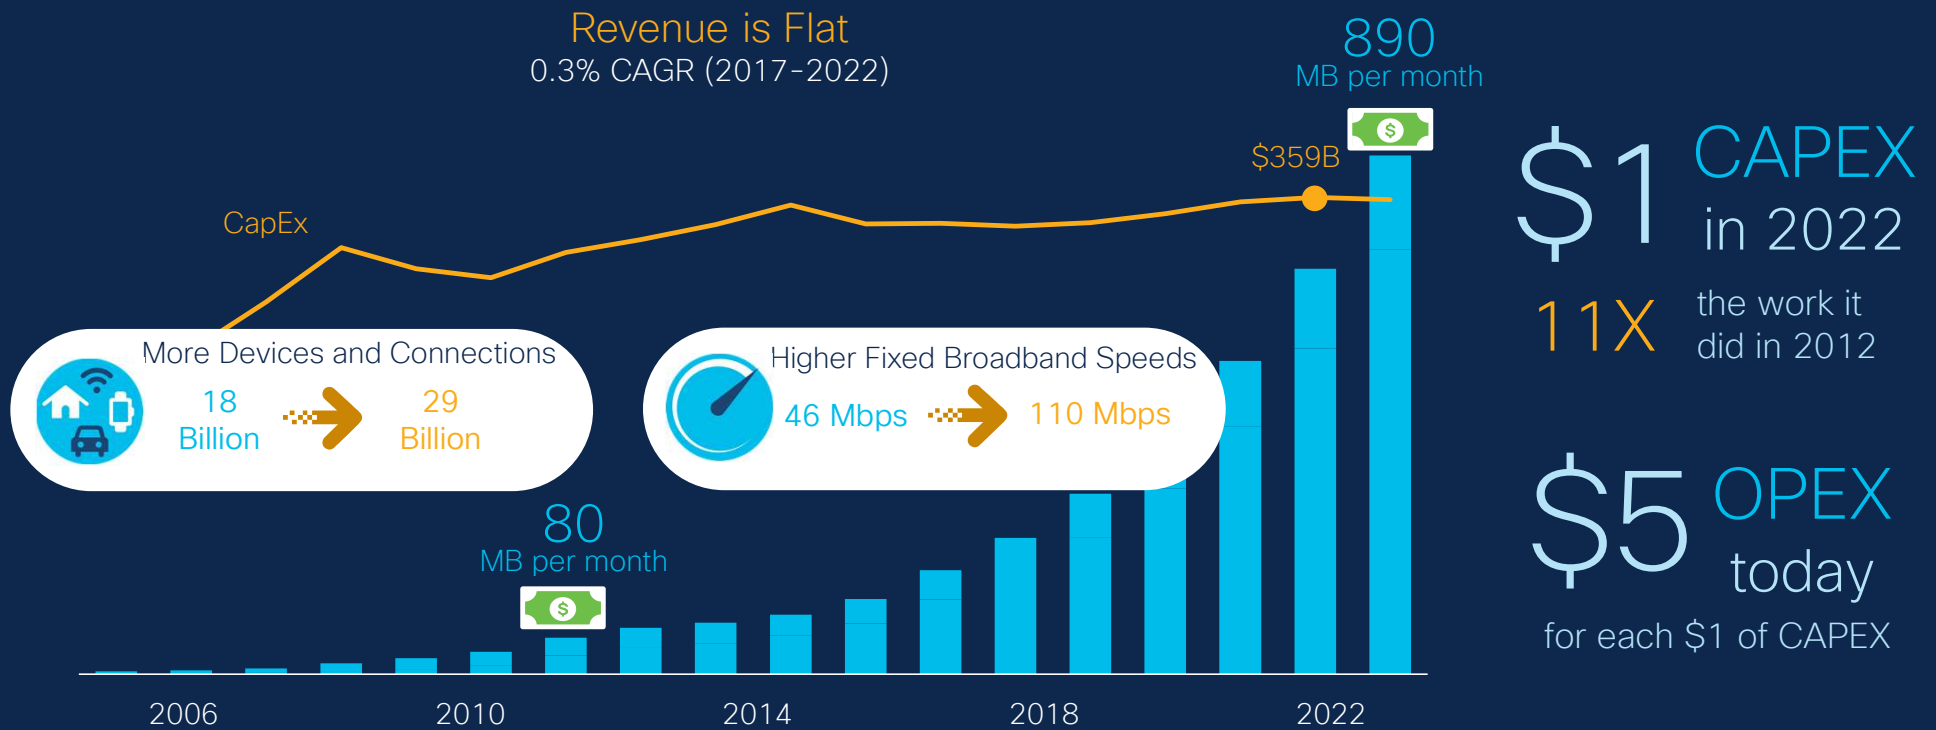 Revenue is Flat
0.3% CAGR (2017-2022)
890
MB per month
$
$359B
CapEx
$1
CAPEX
in 2022
11X
the work it
did in 2012
More Devices and Connections
18
Billion
29
Billion
Higher Fixed Broadband Speeds
46 Mbps
110 Mbps
80
MB per month
$
$5
OPEX
today
for each $1 of CAPEX
2006
2010
2014
2018
2022